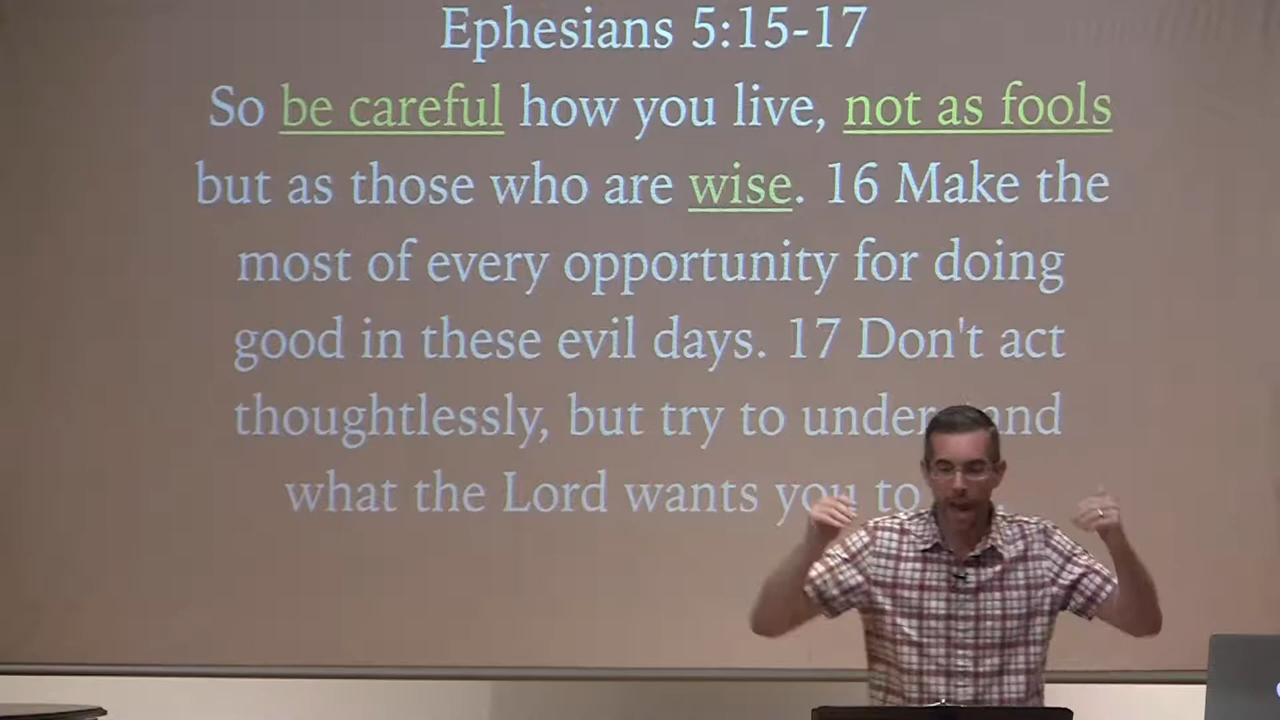 Ephesians 5:15-17
So be careful how you live, not as fools
but as those who are wise. 16 Make the
most of every opportunity for doing
good in these evil days. 17 Don't act
thoughtlessly, but try to
what the Lord wants you to